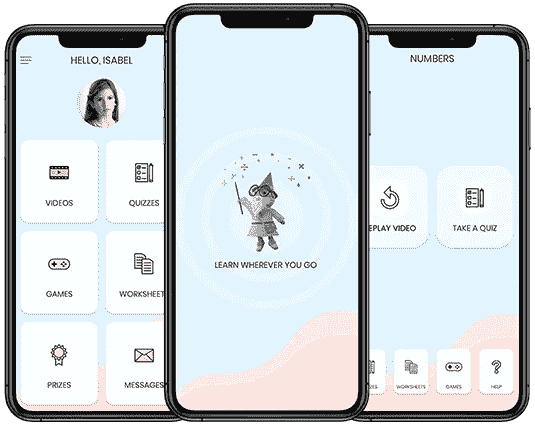 HELLO, ISABEL
VIDEOS
QUIZZES
GAMES
WORKSHEET
PRIZES
MESSAGES
LEARN WHEREVER YOU GO
NUMBERS
EPLAY VIDEO
TAKE A QUIZ
ZES
WORKSHEETS
GAMES
HELP